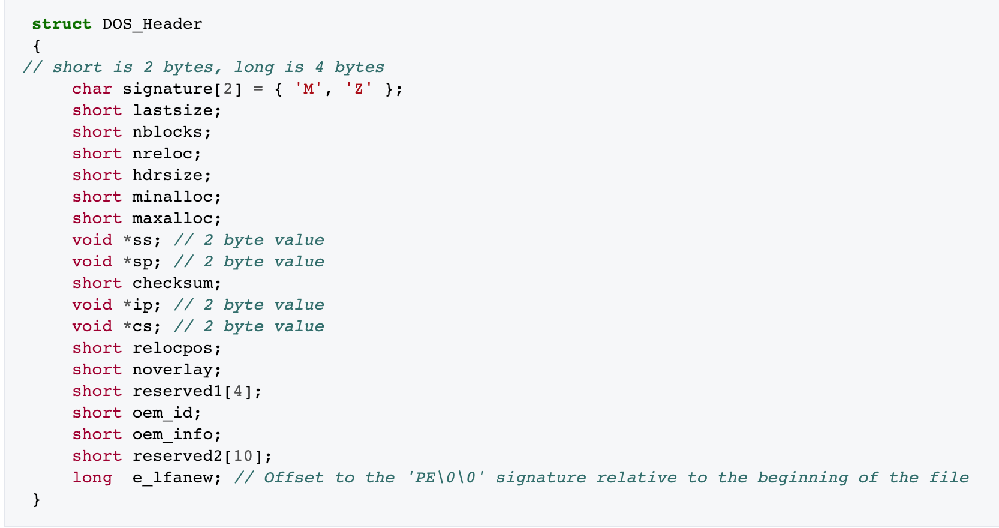 struct DOS_Header
{
// short is 2 bytes, long is 4 bytes
char signature[2] = { 'M', 'Z' };
short lastsize;
short nblocks;
short nreloc;
short hdrsize;
short minalloc;
short maxalloc;
void *ss; // 2 byte value
void *sp; // 2 byte value
short checksum;
void *ip; // 2 byte value
void *cs; // 2 byte value
short relocpos;
short noverlay;
short reserved1[4];
short oem_id;
short oem_info;
short reserved2[10];
long  e_lfanew; // Offset to the 'PE\0\0' signature relative to the beginning of the file
}